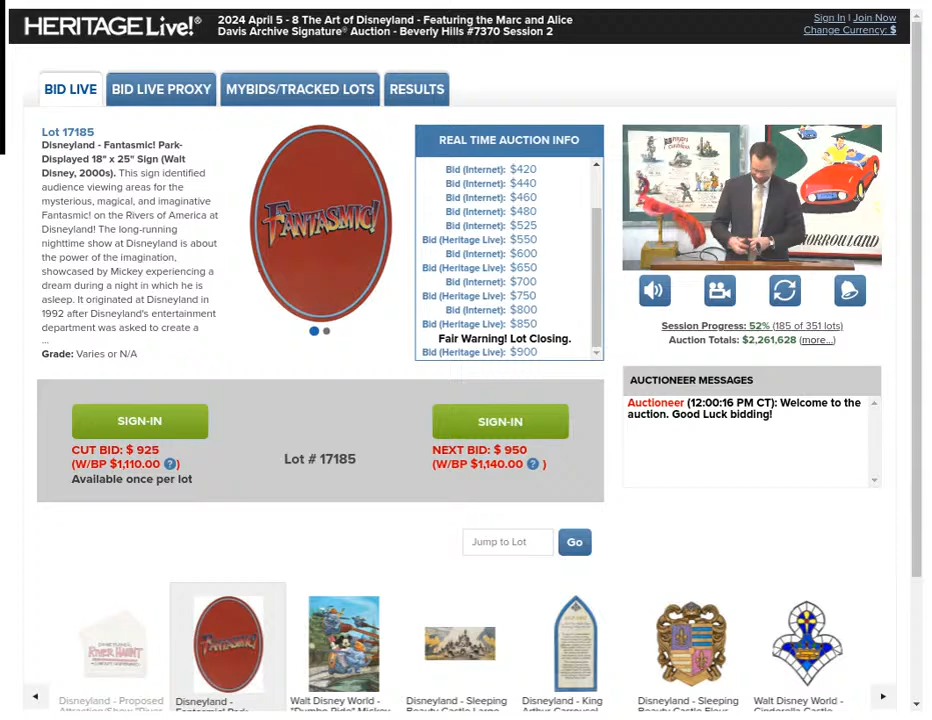 HERITAGE Live!®
2024 April 5 - 8 The Art of Disneyland - Featuring the Marc and Alice
Davis Archive Signature® Auction - Beverly Hills #7370 Session 2
Sign In | Join Now
Change Currency: $
BID LIVE
BID LIVE PROXY
MYBIDS/TRACKED LOTS
RESULTS
Lot 17185
Disneyland - Fantasmic! Park-
Displayed 18" x 25" Sign (Walt
Disney, 2000s). This sign identified
audience viewing areas for the
mysterious, magical, and imaginative
Fantasmic! on the Rivers of America at
Disneyland! The long-running
nighttime show at Disneyland is about
the power of the imagination,
showcased by Mickey experiencing a
dream during a night in which he is
asleep. It originated at Disneyland in
1992 after Disneyland's entertainment
department was asked to create a
...
Grade: Varies or N/A
FANTASMIC!
REAL TIME AUCTION INFO
Bid (Internet): $420
Bid (Internet): $440
Bid (Internet): $460
Bid (Internet): $480
Bid (Internet): $525
Bid (Heritage Live): $550
Bid (Internet): $600
Bid (Heritage Live): $650
Bid (Internet): $700
Bid (Heritage Live): $750
Bid (Internet): $800
Bid (Heritage Live): $850
Fair Warning! Lot Closing.
Bid (Heritage Live): $900
Session Progress: 52% (185 of 351 lots)
Auction Totals: $2,261,628 (more...)
AUCTIONEER MESSAGES
Auctioneer (12:00:16 PM CT): Welcome to the
auction. Good Luck bidding!
SIGN-IN
CUT BID: $ 925
(W/BP $1,110.00 ?)
Available once per lot
Lot # 17185
SIGN-IN
NEXT BID: $ 950
(W/BP $1,140.00 ? )
Jump to Lot
Go
DISNEYLAND'S
RIVER HAUNT
FANTASMIC!
Disneyland - Proposed
Disneyland -
Walt Disney World -
"Dumbo Ride" Mickey
Disneyland - Sleeping
Beauty Castle Large
Disneyland - King
Arthur Carrousel
Disneyland - Sleeping
Beauty Castle Fleur
Walt Disney World -
Cinderella Castle